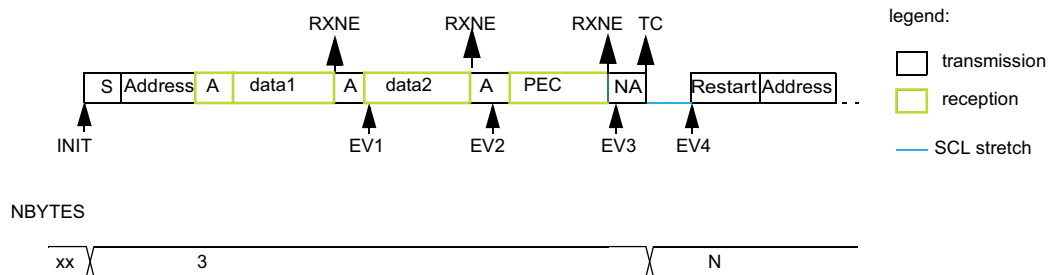 legend:
RXNE RXNE RXNE TC
transmission
S Address A data1 A data2 A PEC NA Restart Address
reception
INIT EV1 EV2 EV3 EV4
SCL stretch
NBYTES
xx 3 N